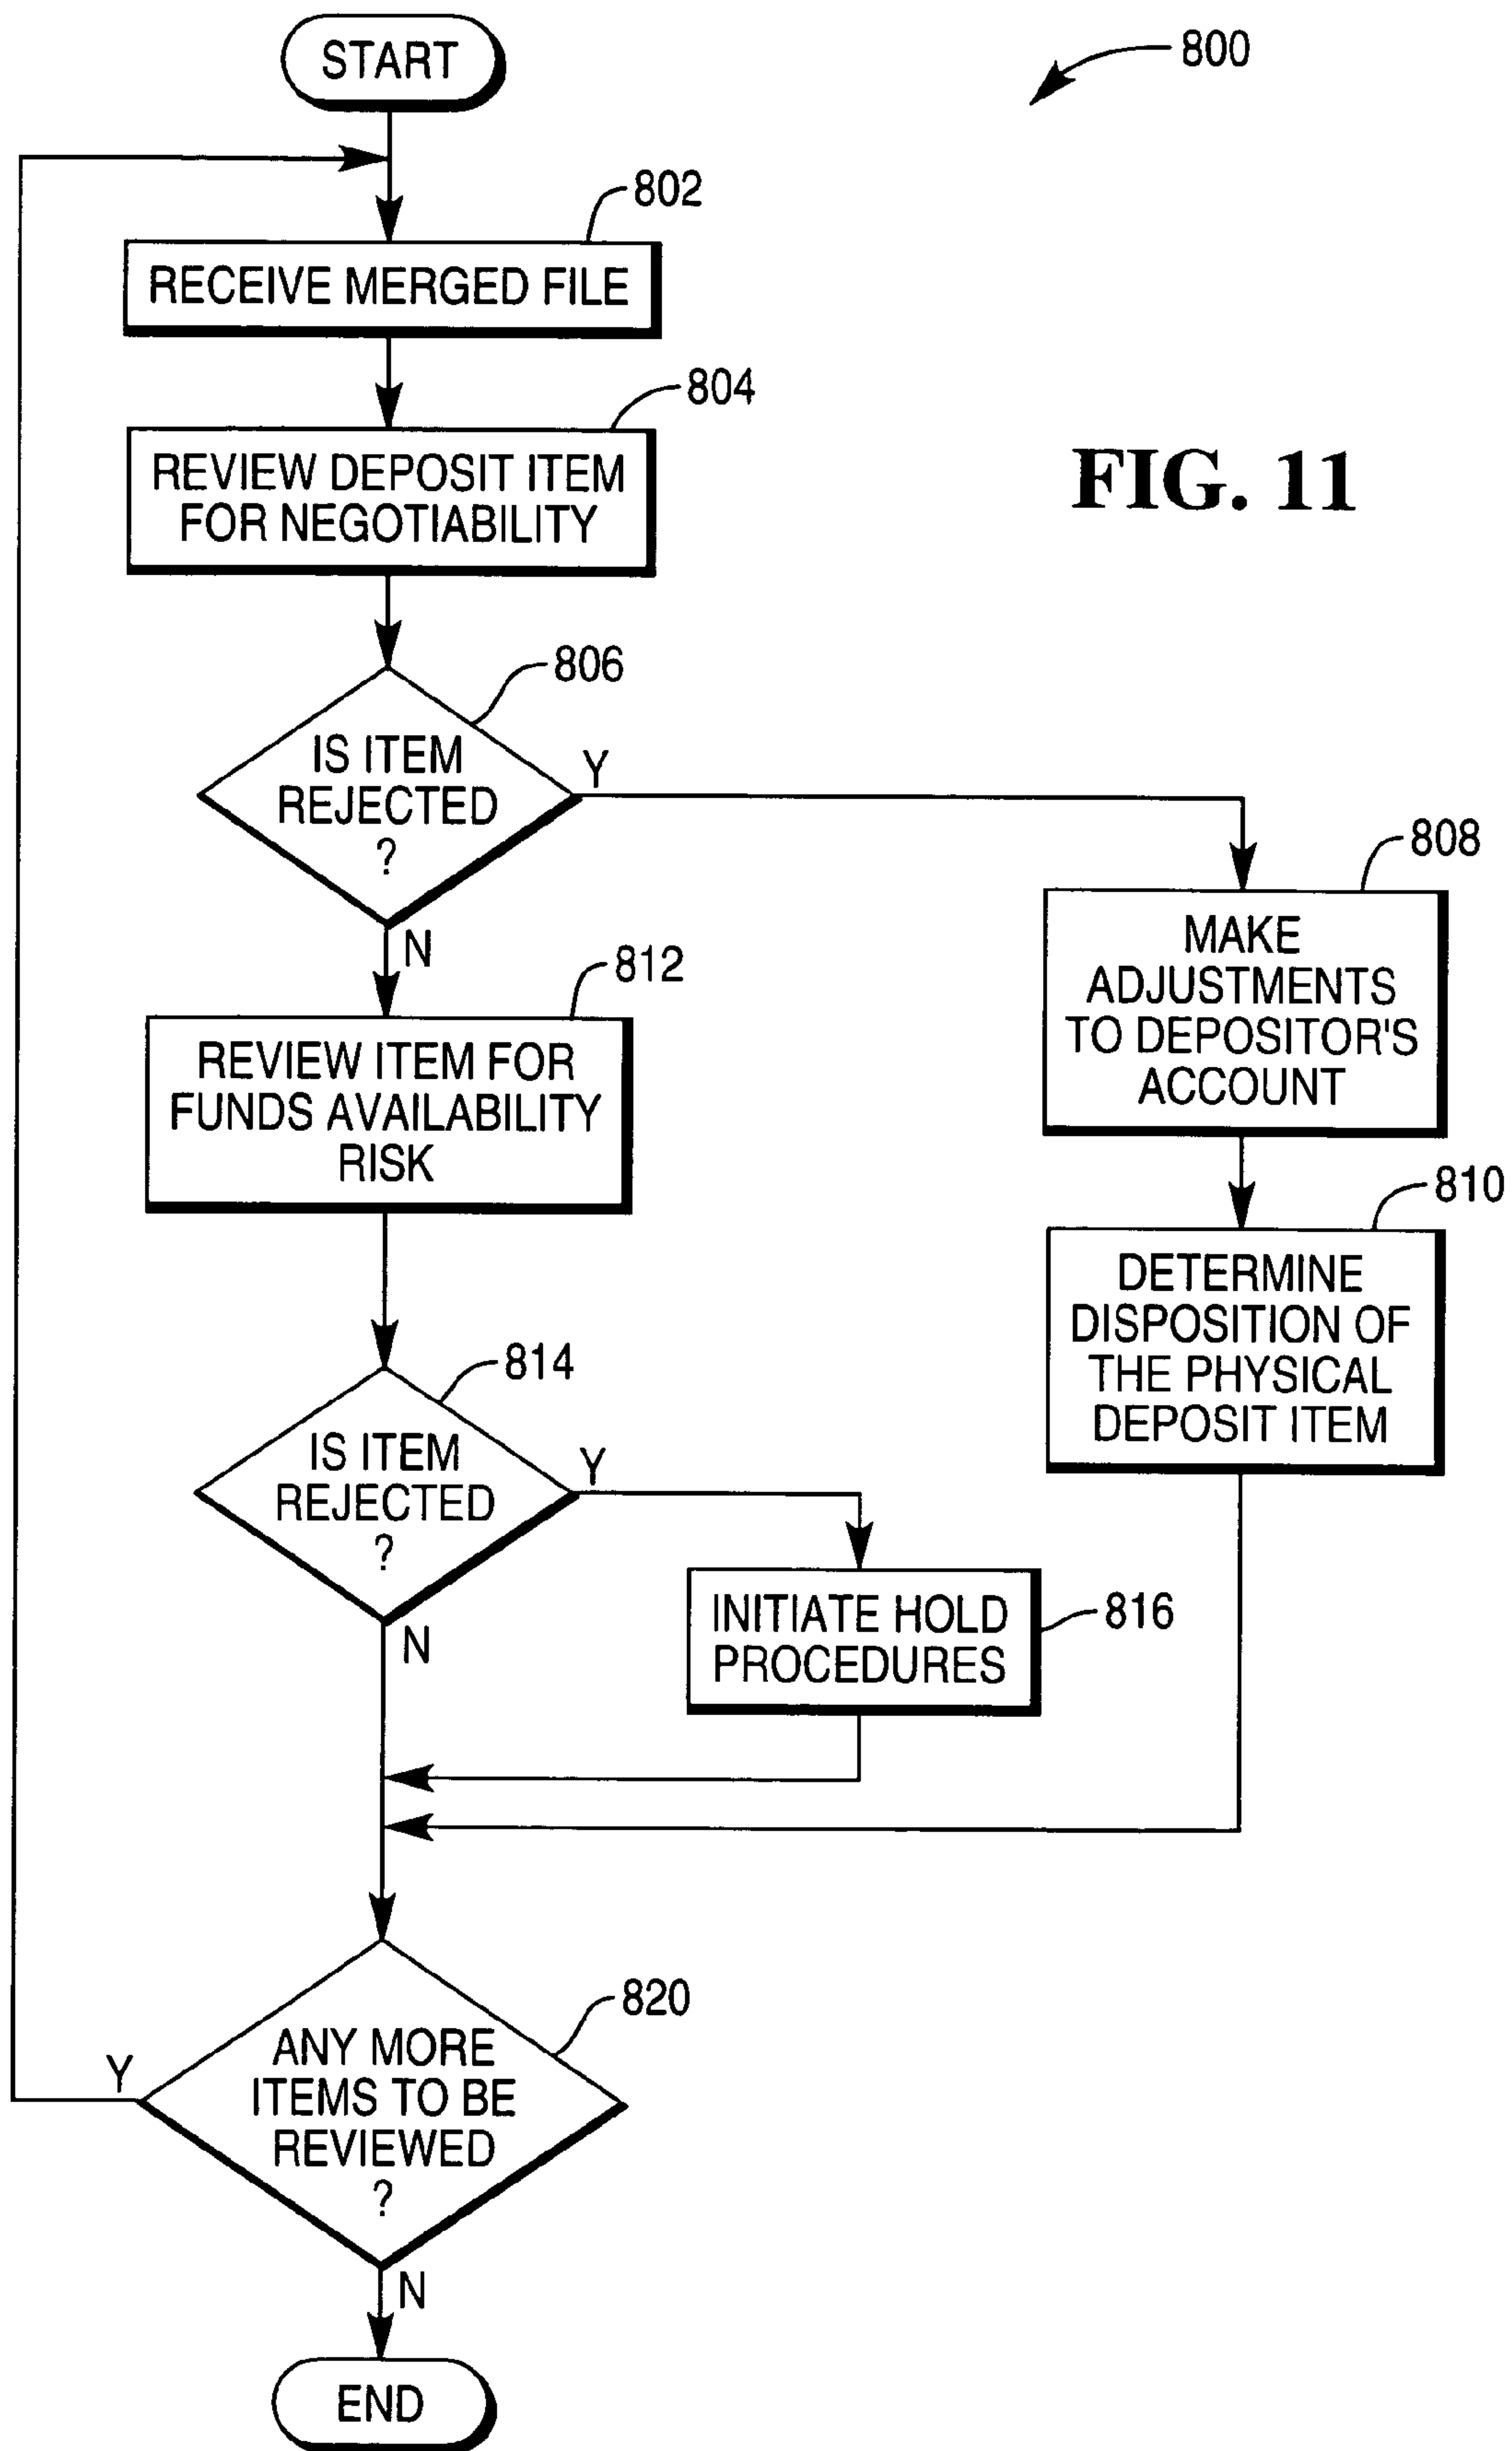 START
800
802
RECEIVE MERGED FILE
804
REVIEW DEPOSIT ITEM
FOR NEGOTIABILITY
FIG. 11
806
IS ITEM
REJECTED
?
Y
N
808
MAKE
ADJUSTMENTS
TO DEPOSITOR'S
ACCOUNT
812
REVIEW ITEM FOR
FUNDS AVAILABILITY
RISK
810
DETERMINE
DISPOSITION OF
THE PHYSICAL
DEPOSIT ITEM
814
IS ITEM
REJECTED
?
Y
N
INITIATE HOLD
PROCEDURES
816
820
ANY MORE
ITEMS TO BE
REVIEWED
?
Y
N
END